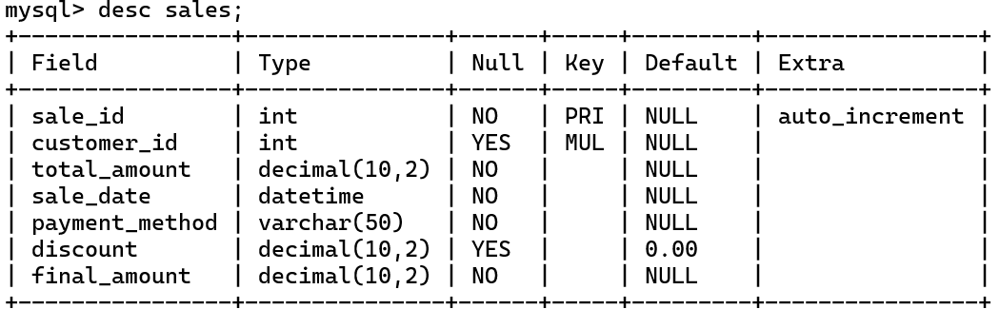 mysql> desc sales;
+----------------+---------------+------+-----+---------+----------------+
| Field          | Type          | Null | Key | Default | Extra          |
+----------------+---------------+------+-----+---------+----------------+
| sale_id        | int           | NO   | PRI | NULL    | auto_increment |
| customer_id    | int           | YES  | MUL | NULL    |                |
| total_amount   | decimal(10,2) | NO   |     | NULL    |                |
| sale_date      | datetime      | NO   |     | NULL    |                |
| payment_method | varchar(50)   | NO   |     | NULL    |                |
| discount       | decimal(10,2) | YES  |     | 0.00    |                |
| final_amount   | decimal(10,2) | NO   |     | NULL    |                |
+----------------+---------------+------+-----+---------+----------------+